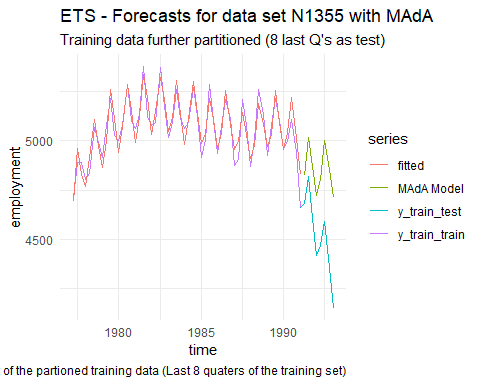 ETS - Forecasts for data set N1355 with MAdA
Training data further partitioned (8 last Q's as test)
5000
4500
employment
1980
1985
1990
time
series
fitted
MAdA Model
y_train_test
y_train_train
t of the partioned training data (Last 8 quaters of the training set)